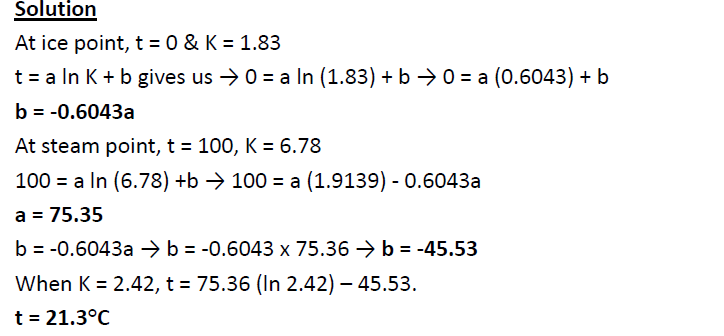 Solution
At ice point, t = 0 & K = 1.83
t = a ln K + b gives us → 0 = a ln (1.83) + b → 0 = a (0.6043) + b
b = -0.6043a
At steam point, t = 100, K = 6.78
100 = a ln (6.78) +b → 100 = a (1.9139) - 0.6043a
a = 75.35
b = -0.6043a → b = -0.6043 x 75.36 → b = -45.53
When K = 2.42, t = 75.36 (ln 2.42) – 45.53.
t = 21.3°C